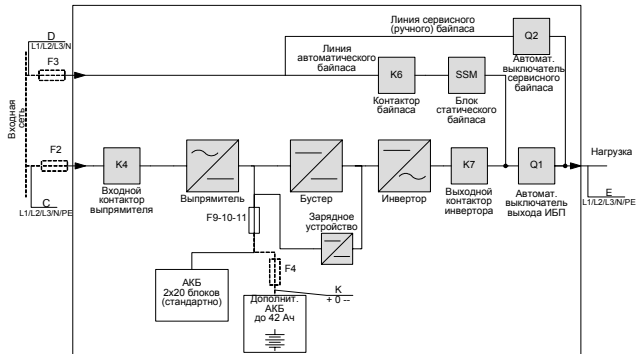 Линия сервисного
(ручного) байпаса
D
L1/L2/L3/N
F3
Линия
автоматического
байпаса
Q2
Автомат.
выключатель
сервисного
байпаса
K6
Контактор
байпаса
SSM
Блок
статического
байпаса
Входная
сеть
F2
K4
Входной
контактор
выпрямителя
Выпрямитель
Бустер
Инвертор
K7
Выходной
контактор
инвертора
Q1
Автомат.
выключатель
выхода ИБП
Нагрузка
E
L1/L2/L3/N/PE
C
L1/L2/L3/N/PE
F9-10-11
Зарядное
устройство
F4
АКБ
2x20 блоков
(стандартно)
K
+ 0 --
Дополнит.
АКБ
до 42 Ач